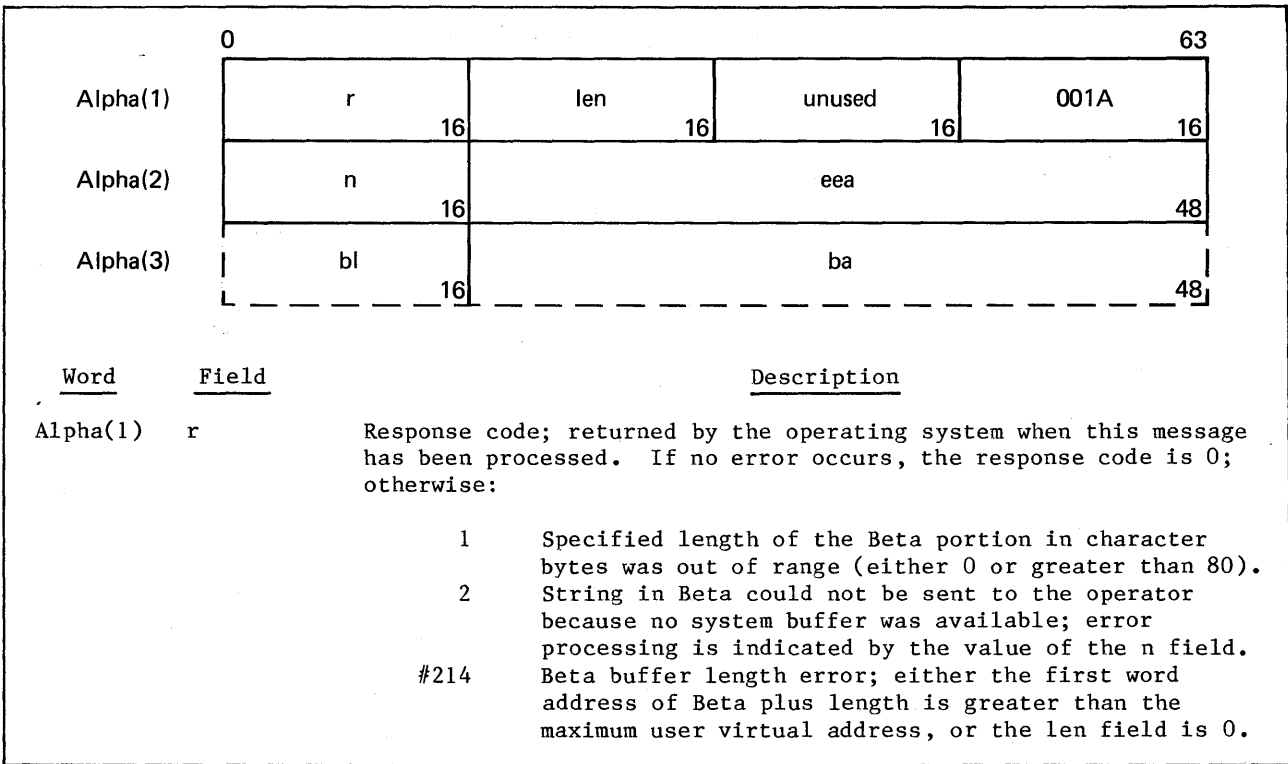 0 63
Alpha(1) r 16 len 16 unused 16 001A 16
Alpha(2) n 16 eea 48
Alpha(3) bl 16 ba 48
Word Field Description
Alpha(1) r Response code; returned by the operating system when this message
has been processed. If no error occurs, the response code is 0;
otherwise:
1 Specified length of the Beta portion in character
bytes was out of range (either 0 or greater than 80).
2 String in Beta could not be sent to the operator
because no system buffer was available; error
processing is indicated by the value of the n field.
#214 Beta buffer length error; either the first word
address of Beta plus length is greater than the
maximum user virtual address, or the len field is 0.